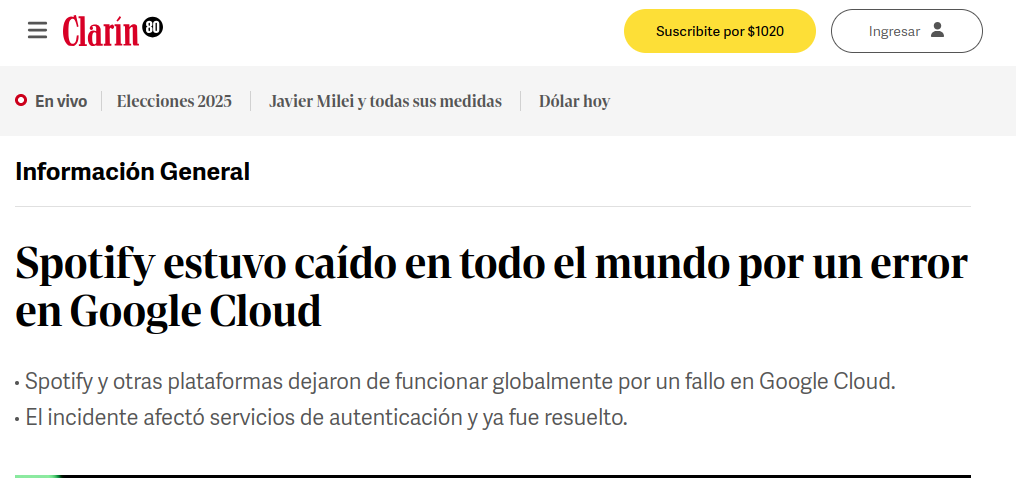 Clarín 80
Suscribite por $1020
Ingresar
En vivo
Elecciones 2025
Javier Milei y todas sus medidas
Dólar hoy
Información General
Spotify estuvo caído en todo el mundo por un error
en Google Cloud
• Spotify y otras plataformas dejaron de funcionar globalmente por un fallo en Google Cloud.
• El incidente afectó servicios de autenticación y ya fue resuelto.